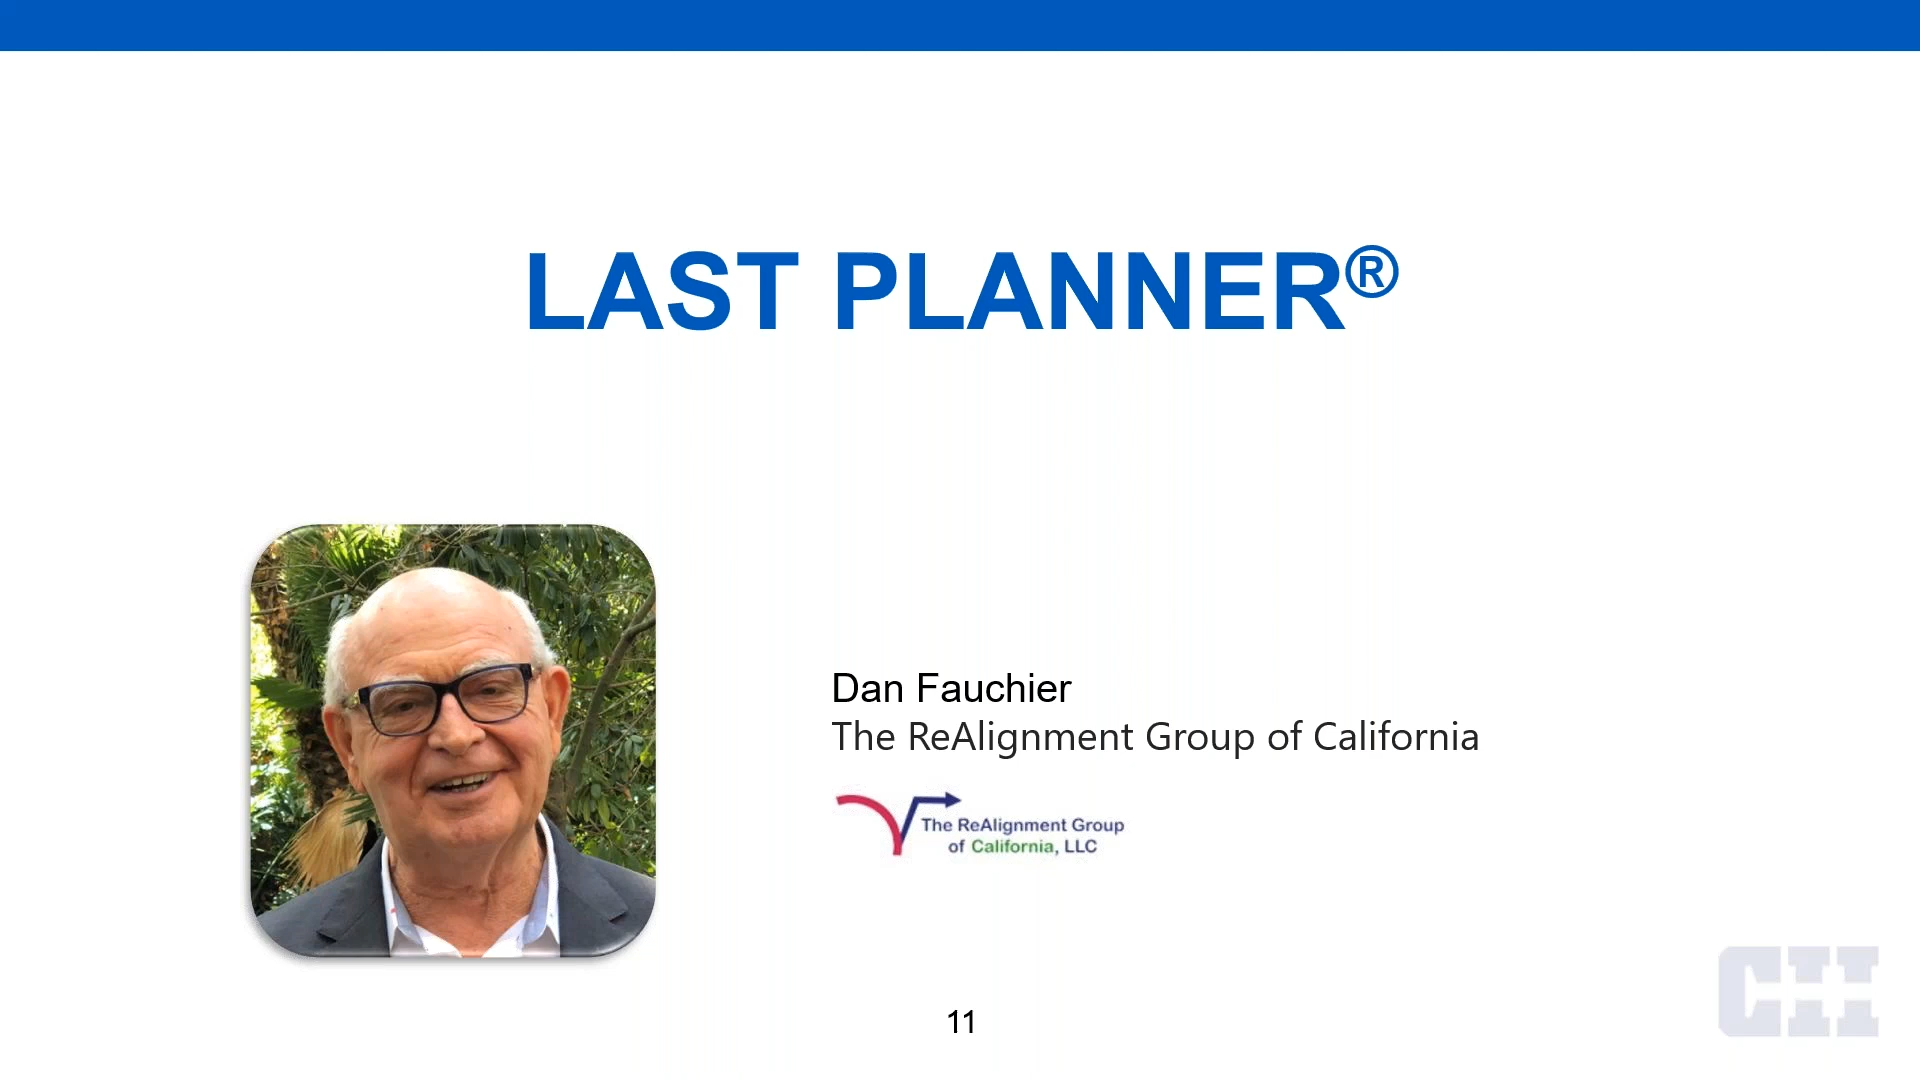 LAST PLANNER®
Dan Fauchier
The ReAlignment Group of California
The ReAlignment Group
of California, LLC
11
CII